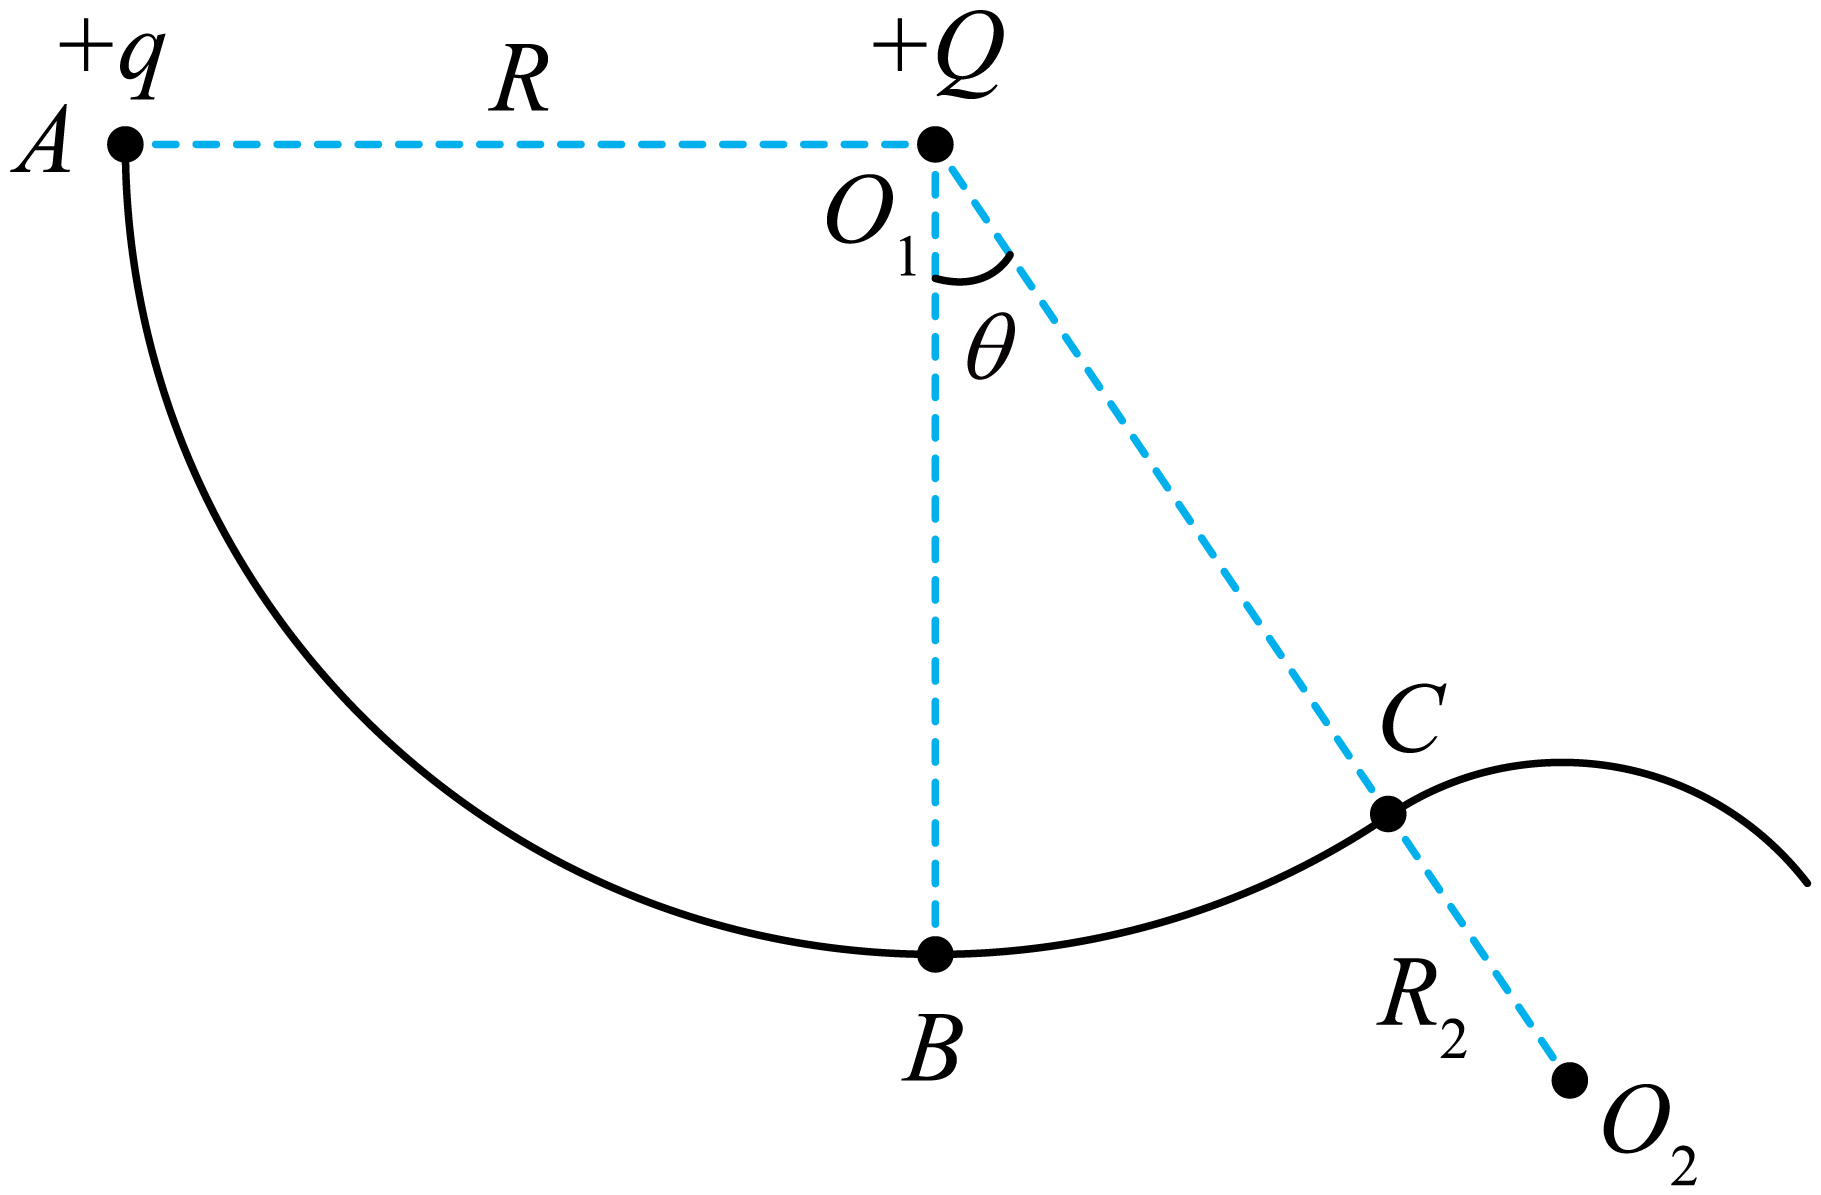 +q
R
+Q
A
O₁
θ
C
R₂
B
O₂